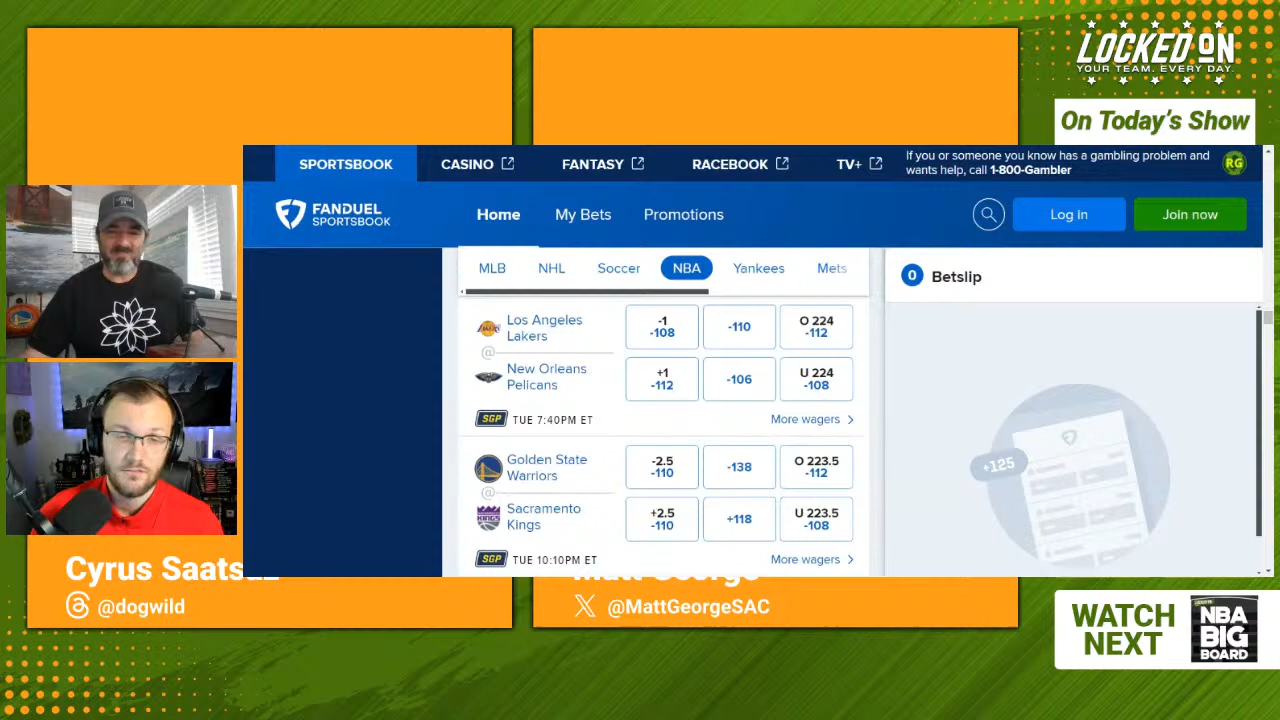 LOCKED ON
YOUR TEAM. EVERY DAY.
On Today's Show
SPORTSBOOK
CASINO
FANTASY
RACEBOOK
TV+
If you or someone you know has a gambling problem and
wants help, call 1-800-Gambler
RG
FANDUEL
SPORTSBOOK
Home
My Bets
Promotions
Log in
Join now
MLB
NHL
Soccer
NBA
Yankees
Mets
0
Betslip
Los Angeles
Lakers
-1
-108
-110
O 224
-112
@
New Orleans
Pelicans
+1
-112
-106
U 224
-108
SGP
TUE 7:40PM ET
More wagers
Golden State
Warriors
-2.5
-110
-138
O 223.5
-112
@
Sacramento
Kings
+2.5
-110
+118
U 223.5
-108
SGP
TUE 10:10PM ET
More wagers
+125
Cyrus
@dogwild
Matt George
@MattGeorgeSAC
WATCH
NEXT
NBA
BIG
BOARD